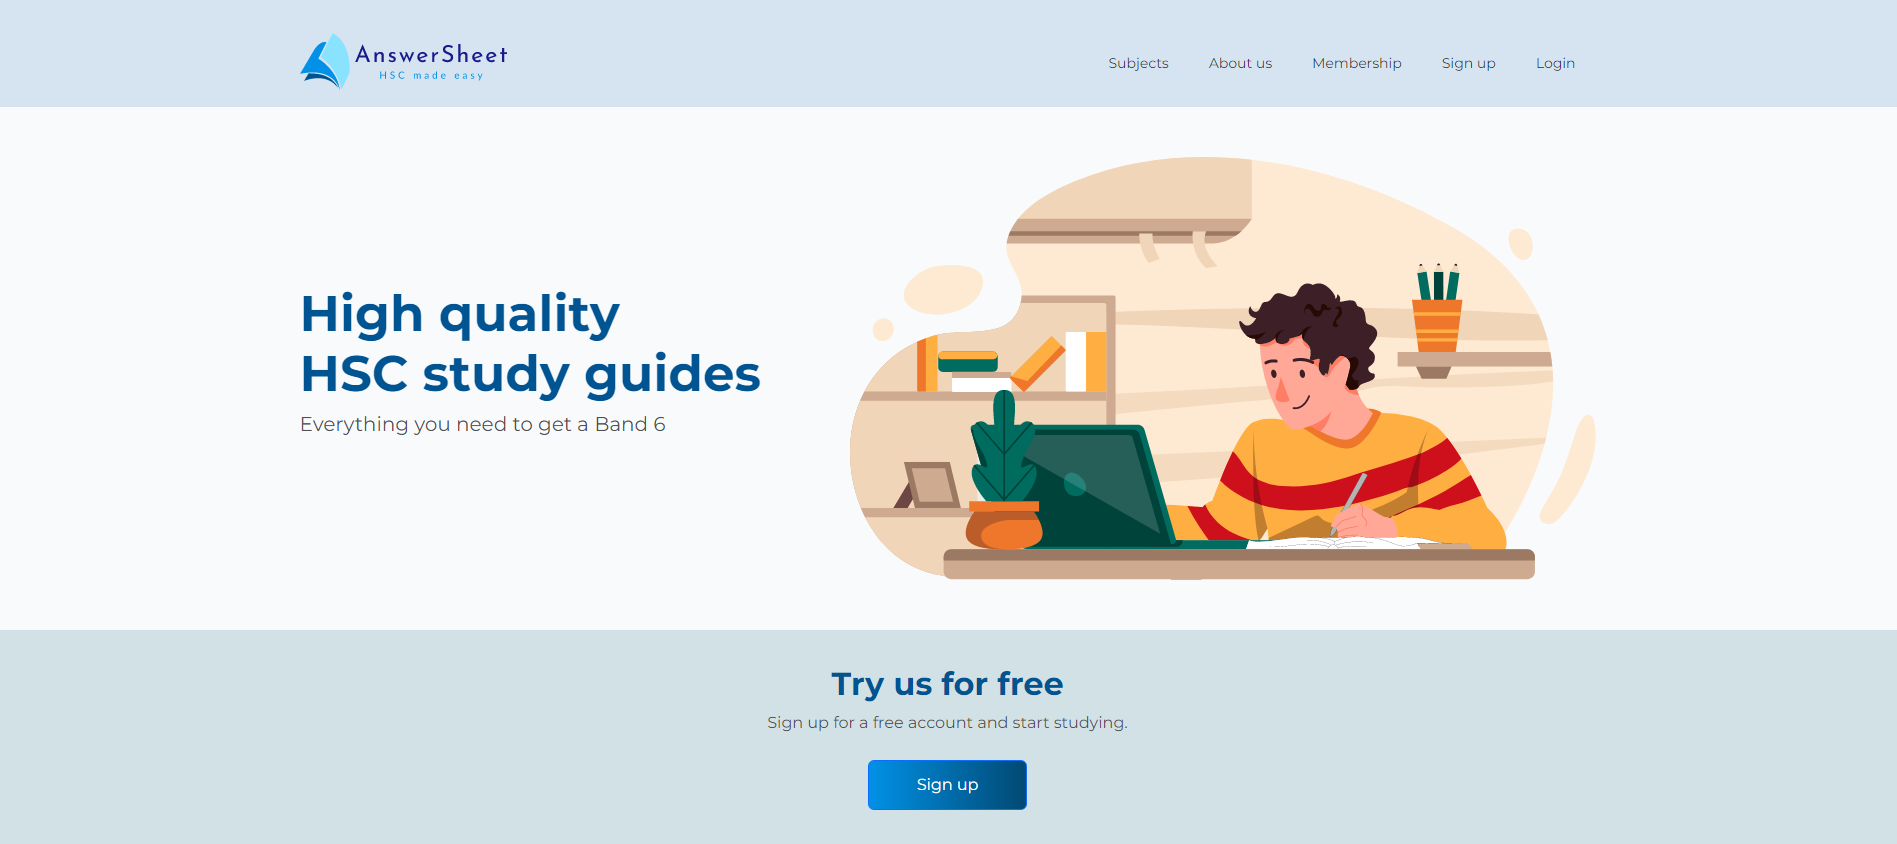 AnswerSheet
HSC made easy
Subjects About us Membership Sign up Login
High quality
HSC study guides
Everything you need to get a Band 6
Try us for free
Sign up for a free account and start studying.
Sign up